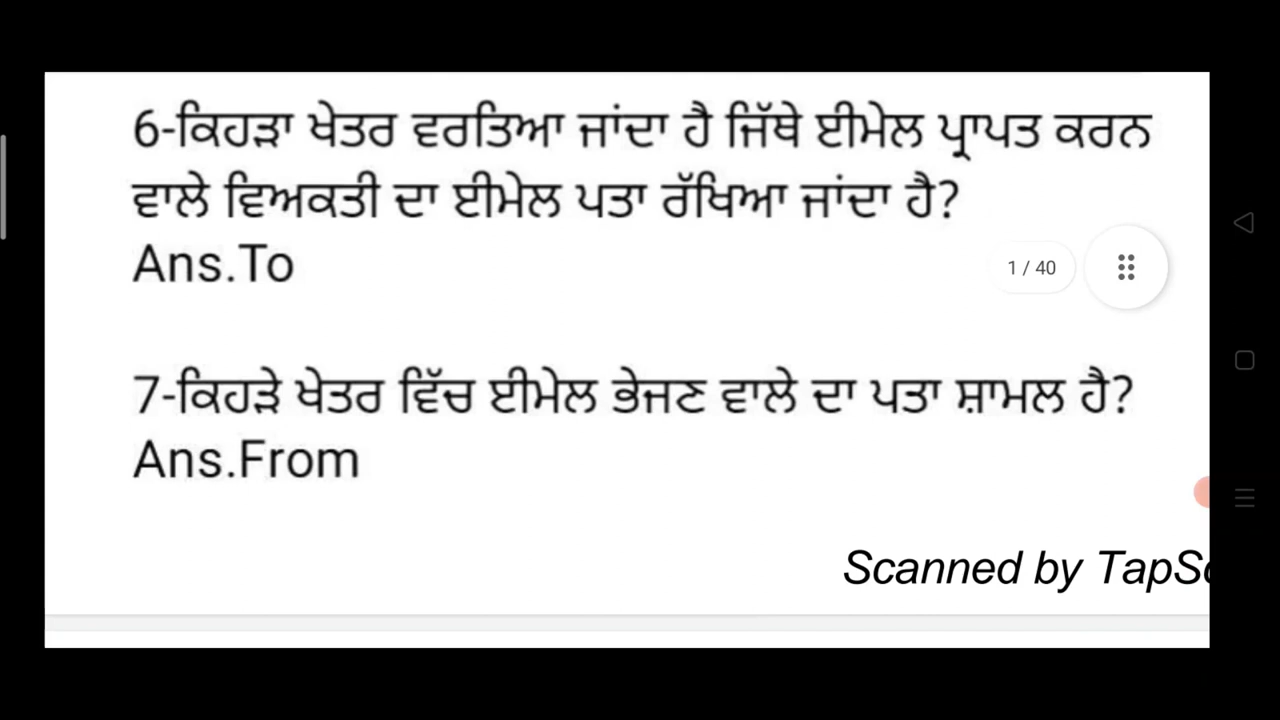 6-ਕਿਹੜਾ ਖੇਤਰ ਵਰਤਿਆ ਜਾਂਦਾ ਹੈ ਜਿੱਥੇ ਈਮੇਲ ਪ੍ਰਾਪਤ ਕਰਨ
ਵਾਲੇ ਵਿਅਕਤੀ ਦਾ ਈਮੇਲ ਪਤਾ ਰੱਖਿਆ ਜਾਂਦਾ ਹੈ?
Ans.To
1 / 40
7-ਕਿਹੜੇ ਖੇਤਰ ਵਿੱਚ ਈਮੇਲ ਭੇਜਣ ਵਾਲੇ ਦਾ ਪਤਾ ਸ਼ਾਮਲ ਹੈ?
Ans.From
Scanned by